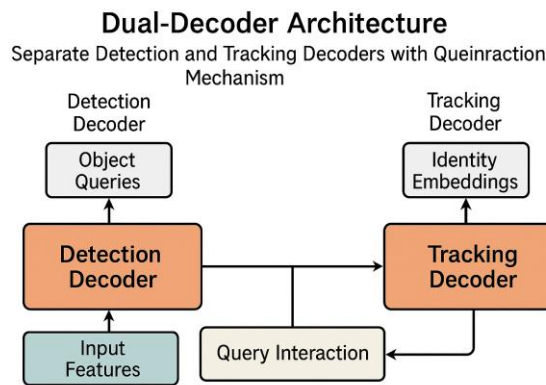 Dual-Decoder Architecture
Separate Detection and Tracking Decoders with Queinraction
Mechanism
Detection
Decoder
Tracking
Decoder
Object
Queries
Identity
Embeddings
Detection
Decoder
Tracking
Decoder
Input
Features
Query Interaction